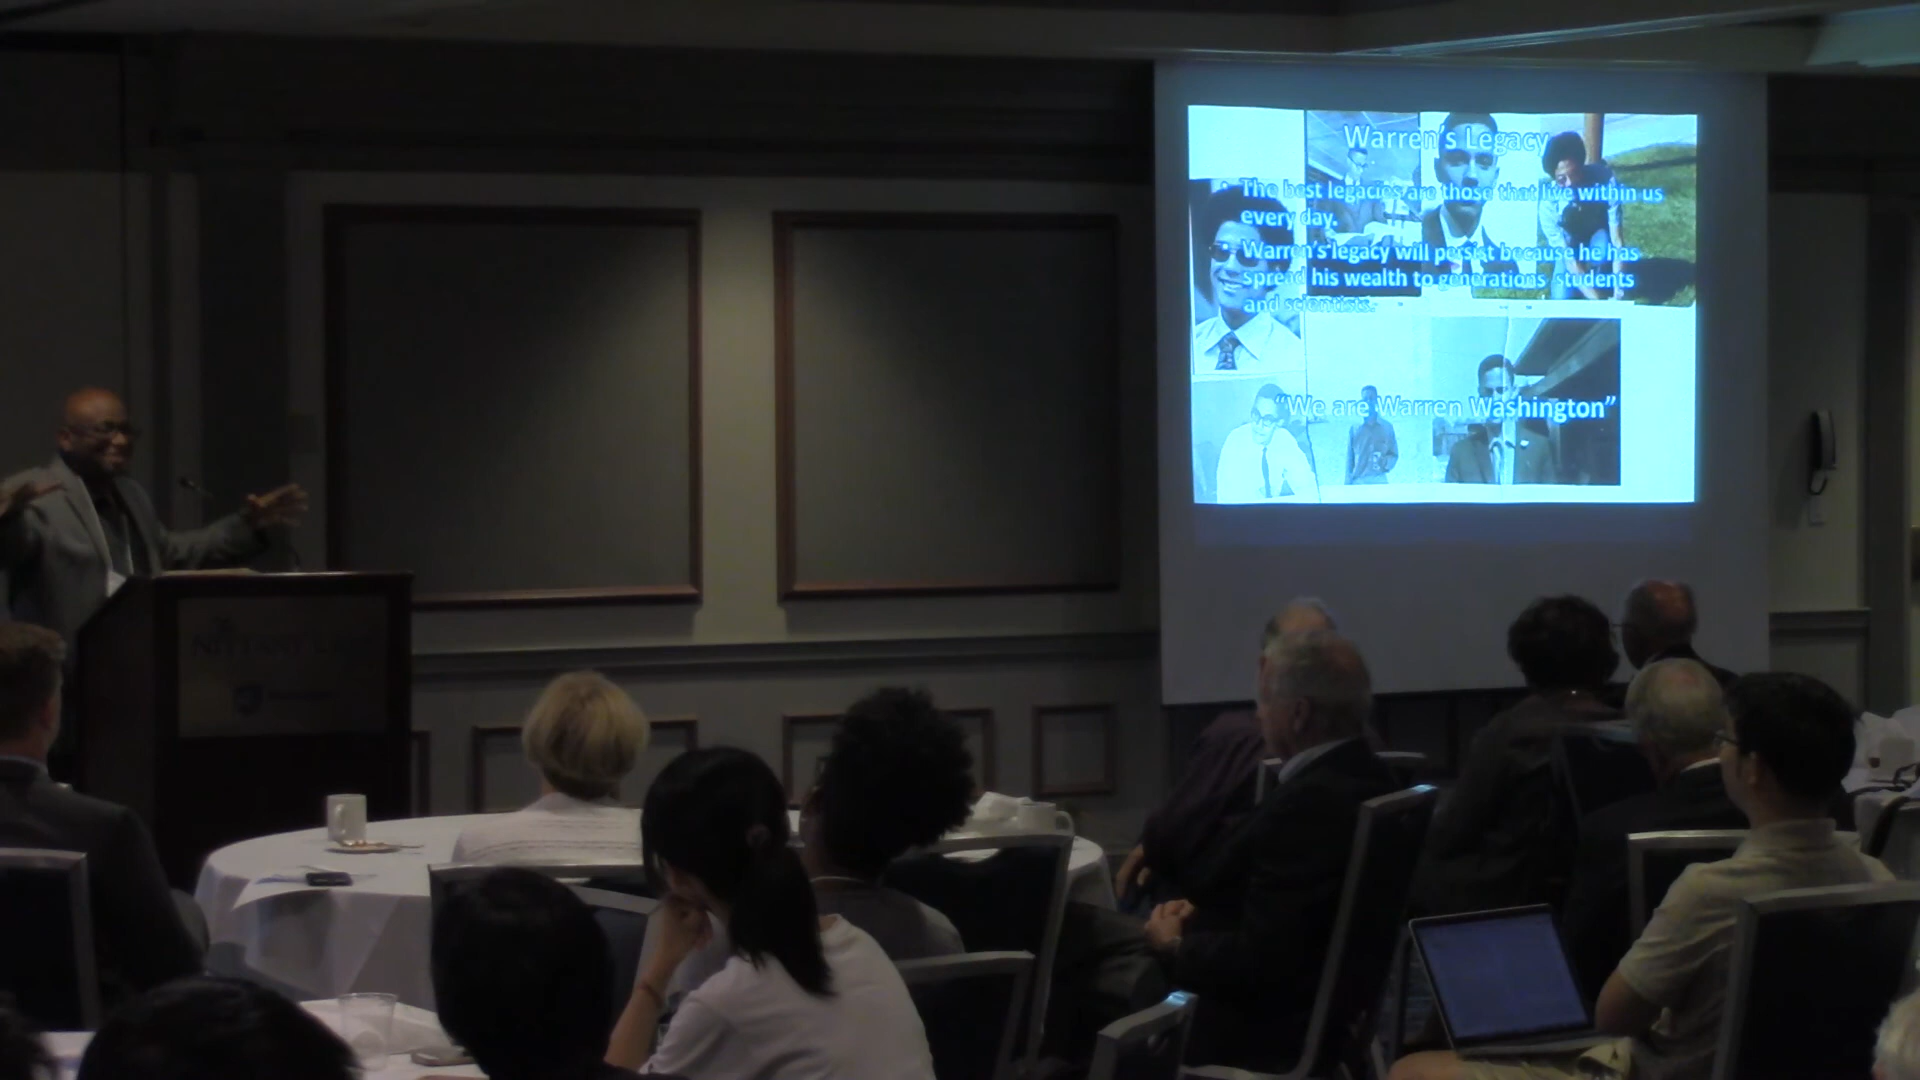 Warren's Legacy
• The best legacies are those that live within us
every day.
• Warren's legacy will persist because he has
spread his wealth to generations students
and scientists.
"We are Warren Washington"
NITTANY